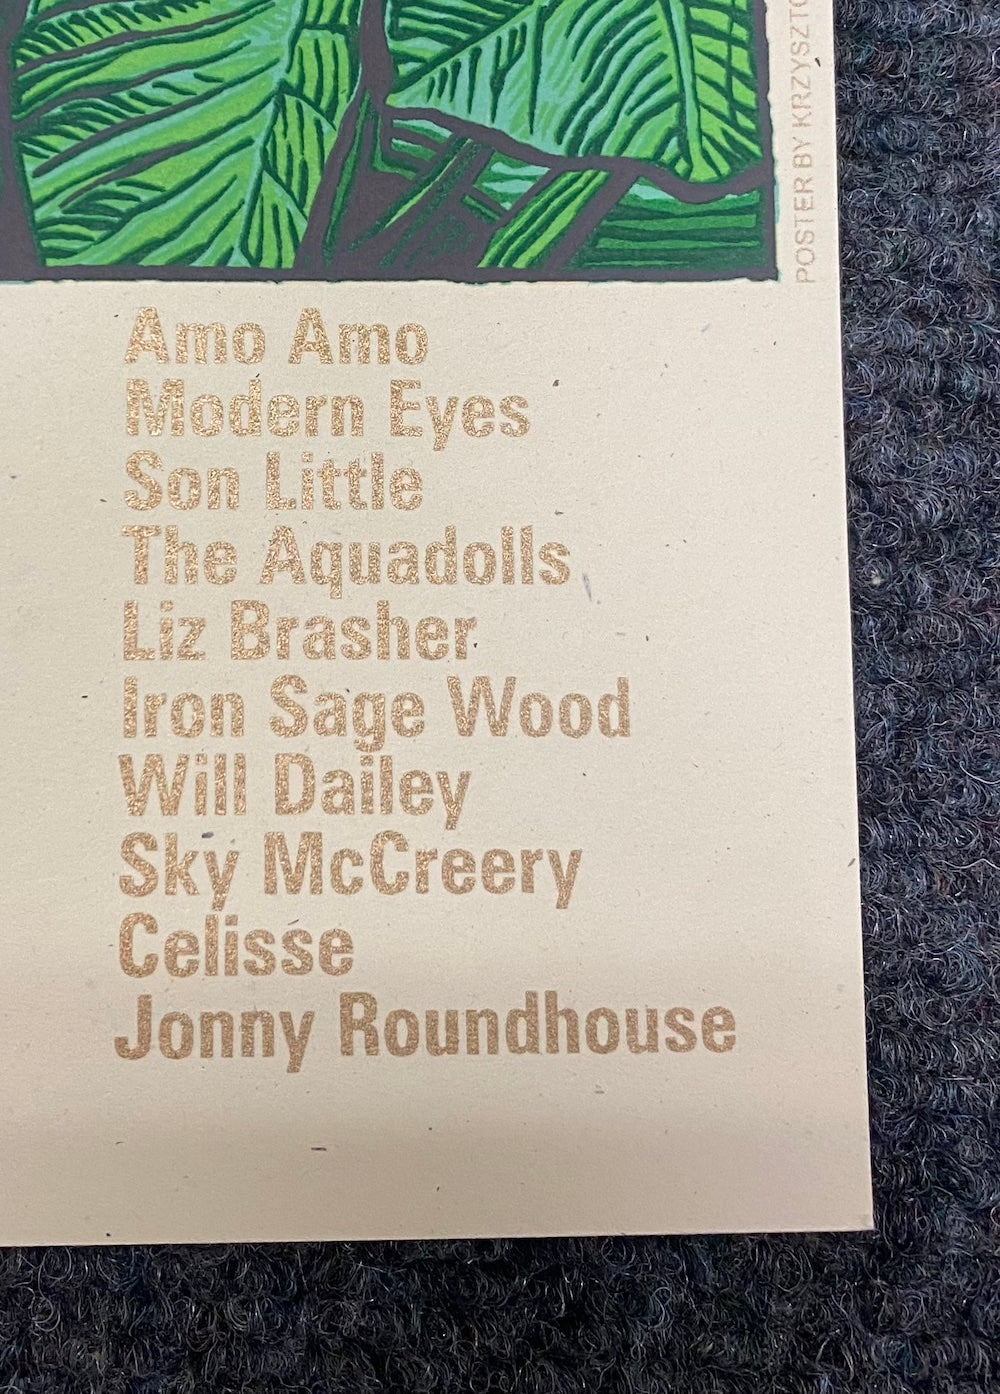 POSTER BY KRZYSZTO
Amo Amo
Modern Eyes
Son Little
The Aquadolls
Liz Brasher
Iron Sage Wood
Will Dailey
Sky McCreery
Celisse
Jonny Roundhouse